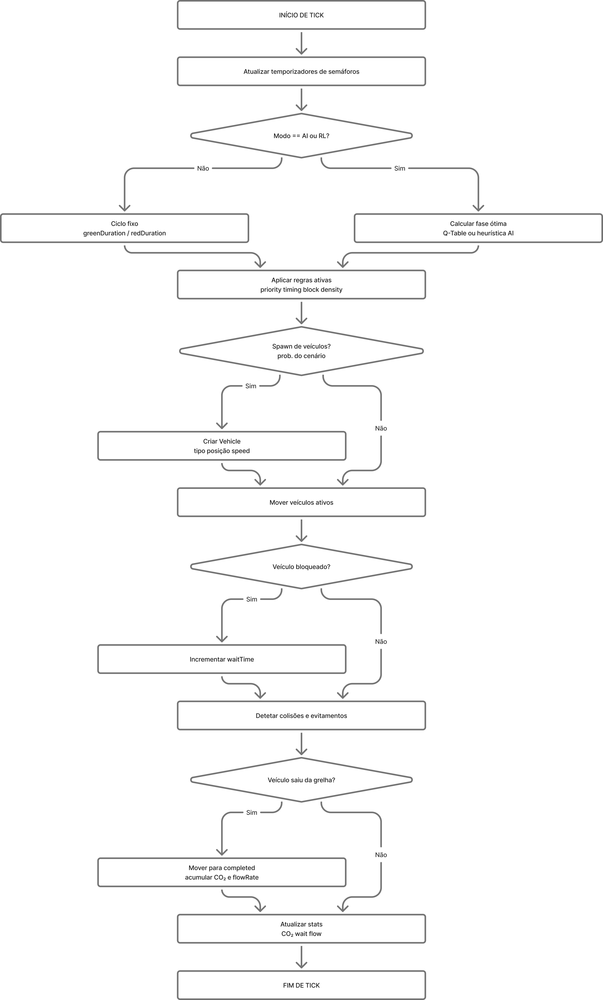 INÍCIO DE TICK
Atualizar temporizadores de semáforos
Modo == AI ou RL?
Não
Sim
Ciclo fixo
greenDuration / redDuration
Calcular fase ótima
Q-Table ou heurística AI
Aplicar regras ativas
priority timing block density
Spawn de veículos?
prob. do cenário
Sim
Não
Criar Vehicle
tipo posição speed
Mover veículos ativos
Veículo bloqueado?
Sim
Não
Incrementar waitTime
Detetar colisões e evitamentos
Veículo saiu da grelha?
Sim
Não
Mover para completed
acumular CO₂ e flowRate
Atualizar stats
CO₂ wait flow
FIM DE TICK